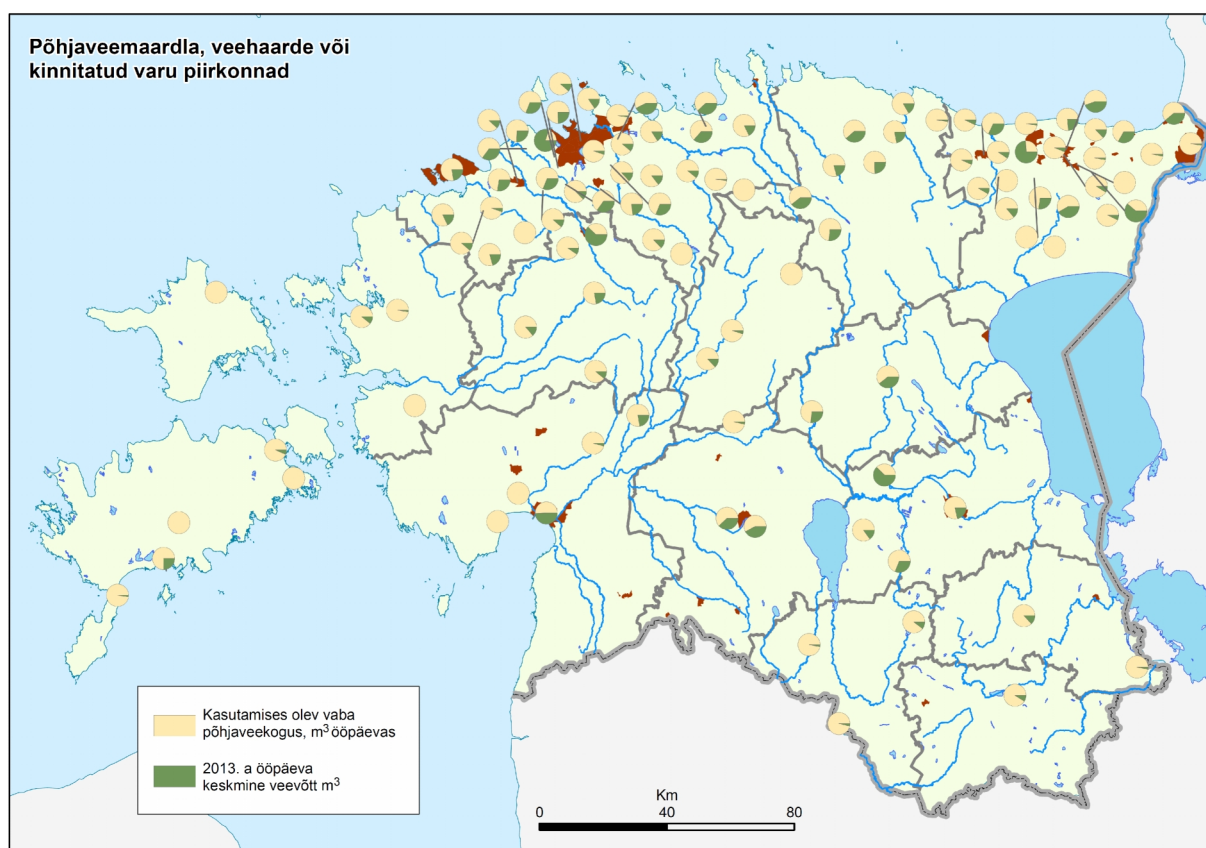 Põhjaveemaardla, veehaarde või
kinnitatud varu piirkonnad
Kasutamises olev vaba
põhjaveekogus, m³ ööpäevas
2013. a ööpäeva
keskmine veevõtt m³
Km
0 40 80